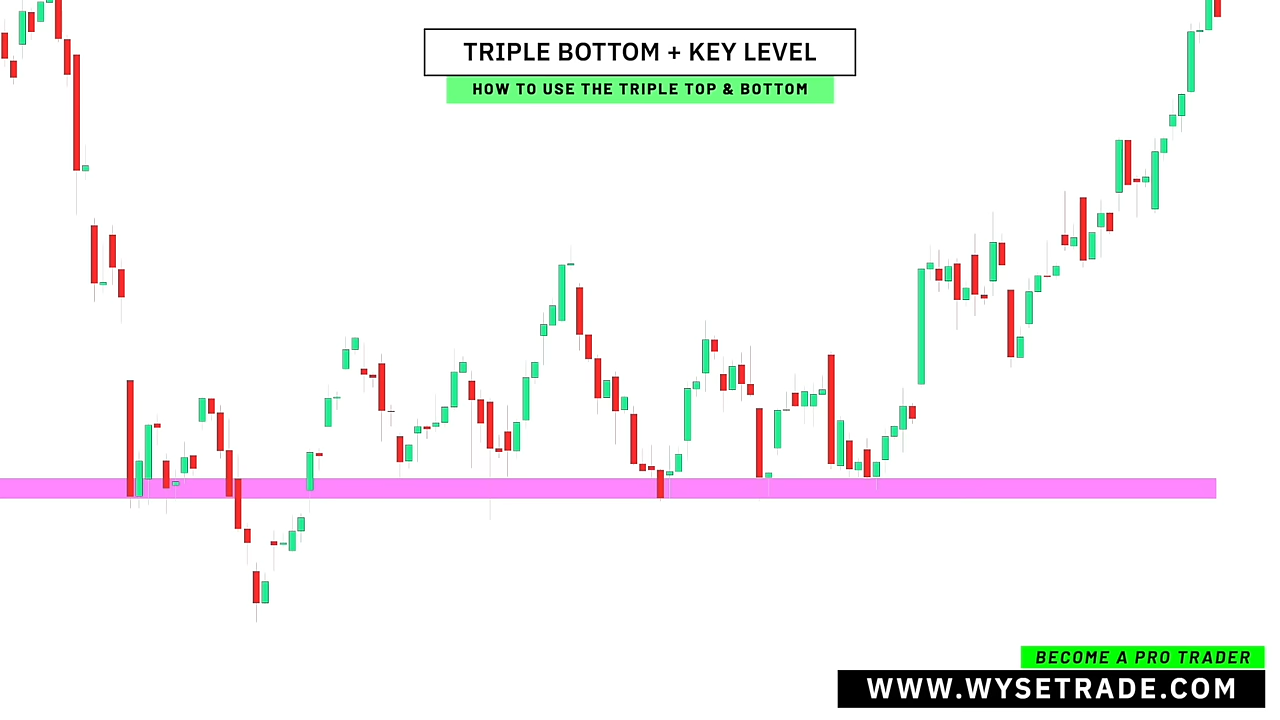 TRIPLE BOTTOM + KEY LEVEL
HOW TO USE THE TRIPLE TOP & BOTTOM
BECOME A PRO TRADER
WWW.WYSETRADE.COM